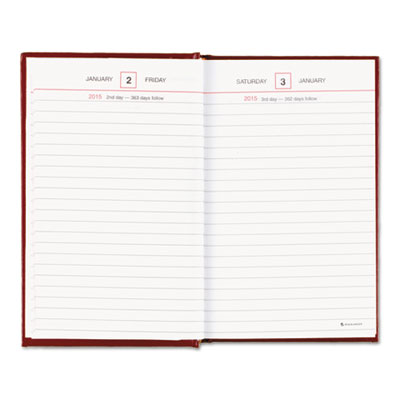 JANUARY 2 FRIDAY
2015 2nd day — 363 days follow
SATURDAY 3 JANUARY
2015 3rd day — 362 days follow